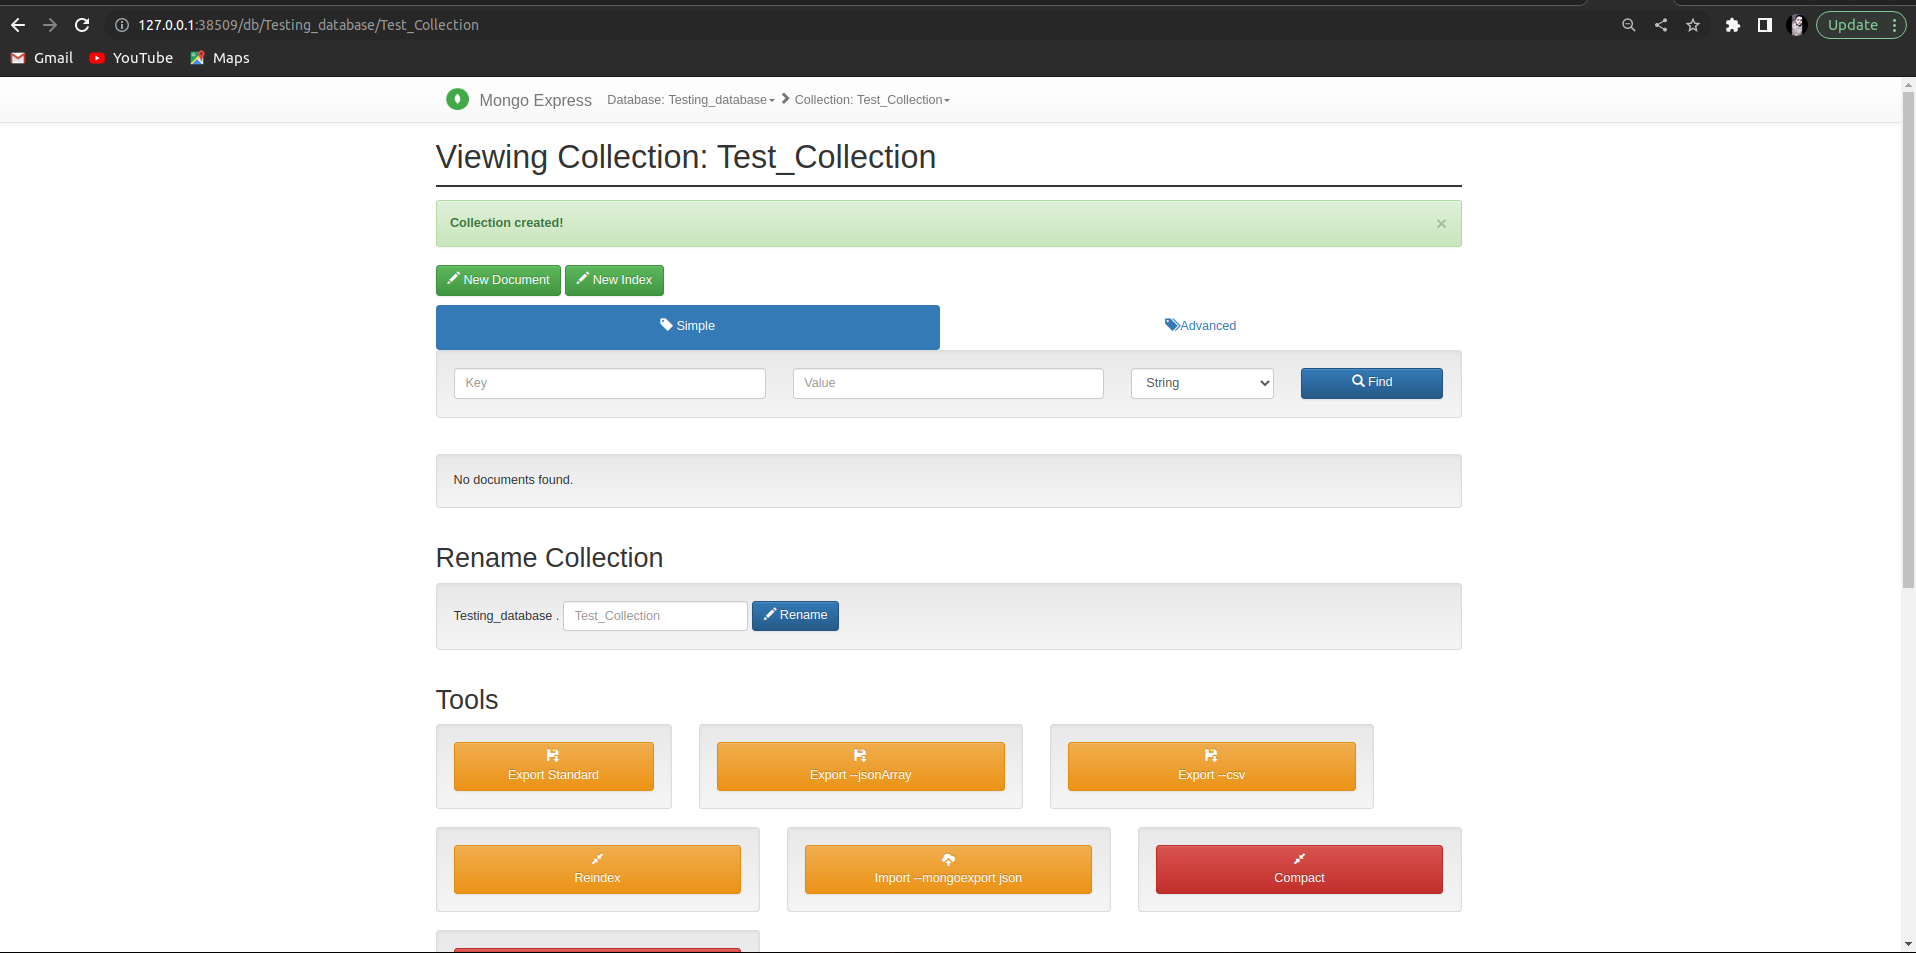 127.0.0.1:38509/db/Testing_database/Test_Collection
Update
Gmail YouTube Maps
Mongo Express Database: Testing_database Collection: Test_Collection
Viewing Collection: Test_Collection
Collection created! ×
New Document New Index
Simple Advanced
Key Value String Find
No documents found.
Rename Collection
Testing_database . Test_Collection Rename
Tools
Export Standard Export --jsonArray Export --csv
Reindex Import --mongoexport json Compact